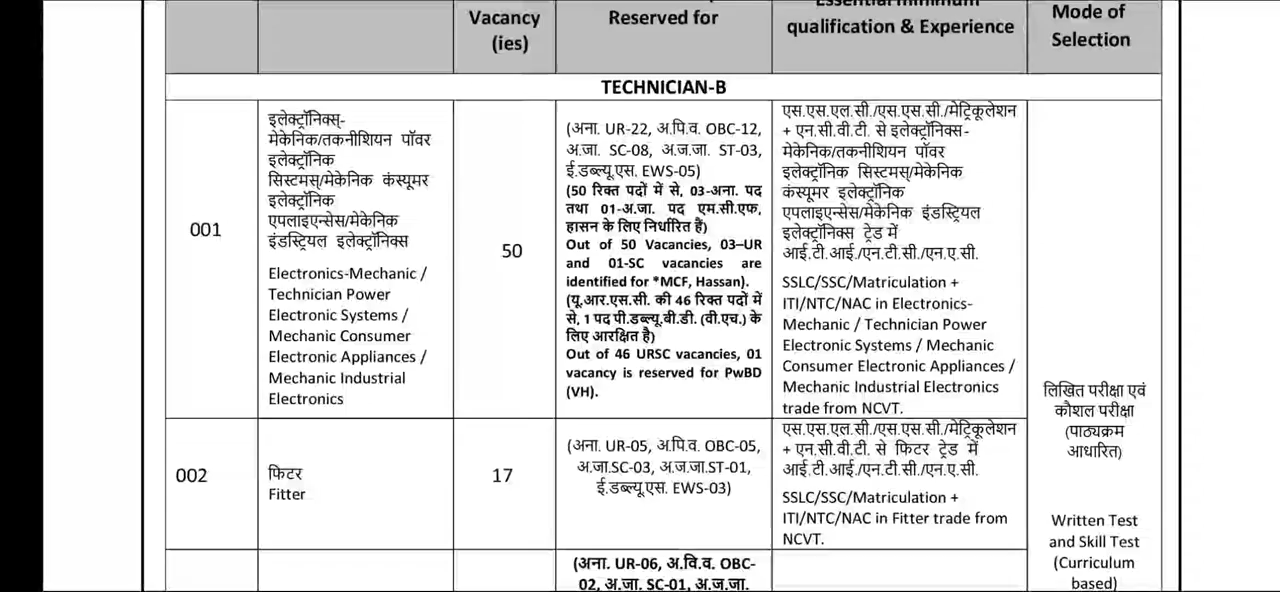 Vacancy
(ies)
Reserved for
Essential minimum
qualification & Experience
Mode of
Selection
TECHNICIAN-B
001
इलेक्ट्रॉनिक्स-
मेकेनिक/तकनीशियन पॉवर
इलेक्ट्रॉनिक
सिस्टमस्/मेकेनिक कंस्यूमर
इलेक्ट्रॉनिक
एपलाइएन्सेस/मेकेनिक
इंडस्ट्रियल इलेक्ट्रॉनिक्स
Electronics-Mechanic /
Technician Power
Electronic Systems /
Mechanic Consumer
Electronic Appliances /
Mechanic Industrial
Electronics
50
(अना. UR-22, अ.पि.व. OBC-12,
अ.जा. SC-08, अ.ज.जा. ST-03,
ई.डब्ल्यू.एस. EWS-05)
(50 रिक्त पदों में से, 03-अना. पद
तथा 01-अ.जा. पद एम.सी.एफ,
हासन के लिए निर्धारित हैं)
Out of 50 Vacancies, 03–UR
and 01-SC vacancies are
identified for *MCF, Hassan).
(यू.आर.एस.सी. की 46 रिक्त पदों में
से, 1 पद पी.डब्ल्यू.बी.डी. (वी.एच.) के
लिए आरक्षित है)
Out of 46 URSC vacancies, 01
vacancy is reserved for PwBD
(VH).
एस.एस.एल.सी./एस.एस.सी./मेट्रिकूलेशन
+ एन.सी.वी.टी. से इलेक्ट्रॉनिक्स-
मेकेनिक/तकनीशियन पॉवर
इलेक्ट्रॉनिक सिस्टमस्/मेकेनिक
कंस्यूमर इलेक्ट्रॉनिक
एपलाइएन्सेस/मेकेनिक इंडस्ट्रियल
इलेक्ट्रॉनिक्स ट्रेड में
आई.टी.आई./एन.टी.सी./एन.ए.सी.
SSLC/SSC/Matriculation +
ITI/NTC/NAC in Electronics-
Mechanic / Technician Power
Electronic Systems / Mechanic
Consumer Electronic Appliances /
Mechanic Industrial Electronics
trade from NCVT.
लिखित परीक्षा एवं
कौशल परीक्षा
(पाठ्यक्रम
आधारित)
Written Test
and Skill Test
(Curriculum
based)
002
फिटर
Fitter
17
(अना. UR-05, अ.पि.व. OBC-05,
अ.जा.SC-03, अ.ज.जा.ST-01,
ई.डब्ल्यू.एस. EWS-03)
एस.एस.एल.सी./एस.एस.सी./मेट्रिकूलेशन
+ एन.सी.वी.टी. से फिटर ट्रेड में
आई.टी.आई./एन.टी.सी./एन.ए.सी.
SSLC/SSC/Matriculation +
ITI/NTC/NAC in Fitter trade from
NCVT.
(अना. UR-06, अ.वि.व. OBC-
02, अ.जा. SC-01, अ.ज.जा.